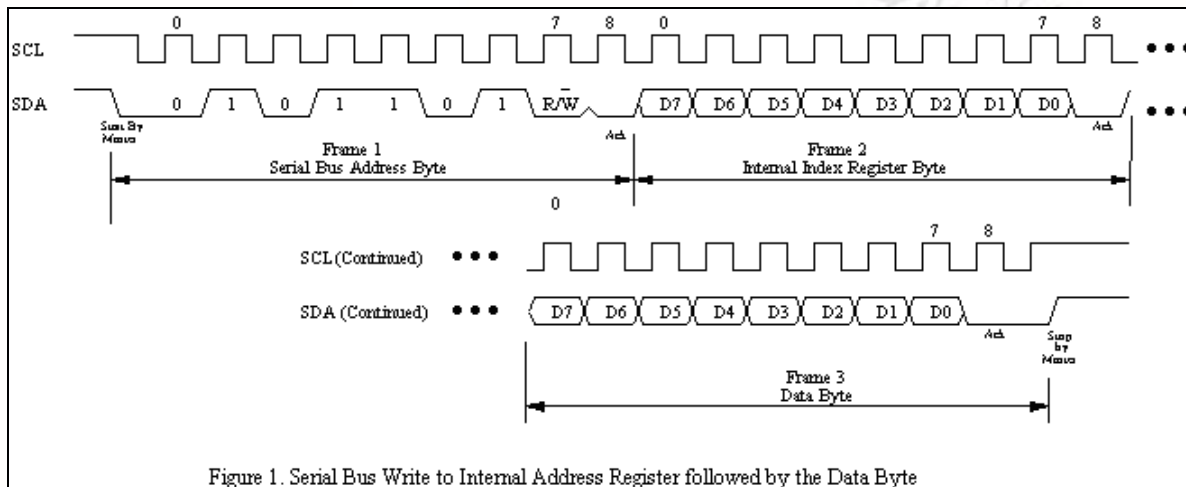 0 7 8 0 7 8
SCL
SDA 0 1 0 1 1 0 1 R/W D7 D6 D5 D4 D3 D2 D1 D0
Ack Ack
Frame 1 Frame 2
Serial Bus Address Byte Internal Index Register Byte
0
7 8
SCL (Continued)
SDA (Continued) D7 D6 D5 D4 D3 D2 D1 D0
Ack
by
Frame 3
Data Byte
Figure 1. Serial Bus Write to Internal Address Register followed by the Data Byte